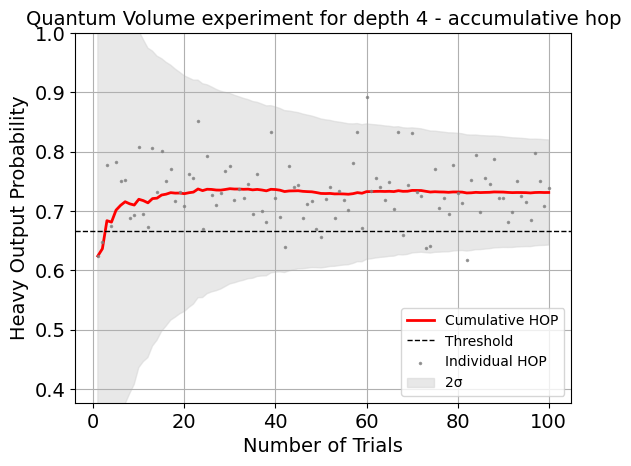 Quantum Volume experiment for depth 4 - accumulative hop
Heavy Output Probability
1.0
0.9
0.8
0.7
0.6
0.5
0.4
Cumulative HOP
Threshold
Individual HOP
2σ
0 20 40 60 80 100
Number of Trials